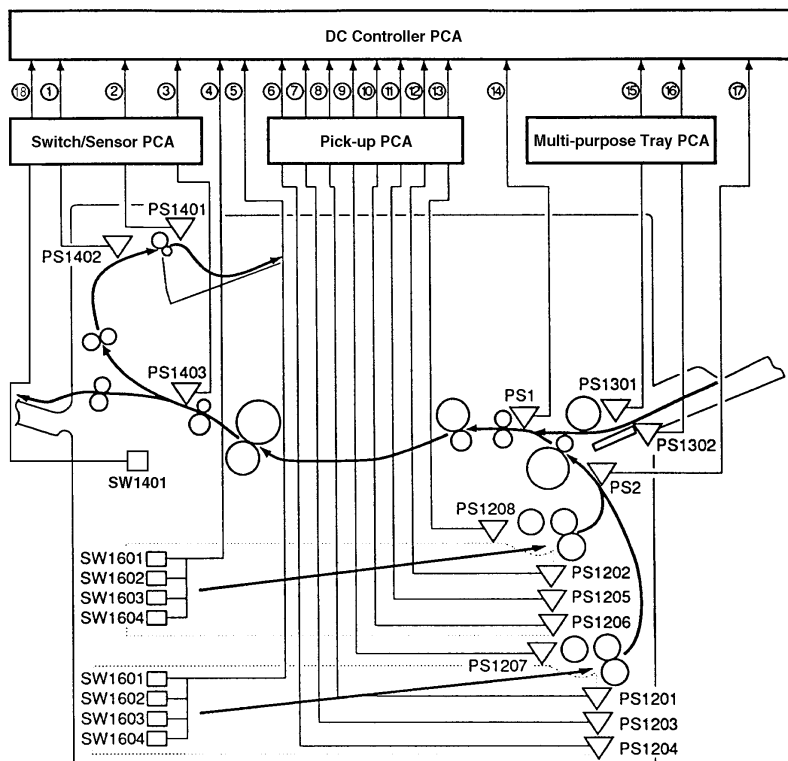 DC Controller PCA
18 1 2 3 4 5 6 7 8 9 10 11 12 13 14 15 16 17
Switch/Sensor PCA
Pick-up PCA
Multi-purpose Tray PCA
PS1401
PS1402
PS1403
PS1
PS1301
PS1302
SW1401
PS2
PS1208
SW1601
SW1602
SW1603
SW1604
PS1202
PS1205
PS1206
PS1207
SW1601
SW1602
SW1603
SW1604
PS1201
PS1203
PS1204